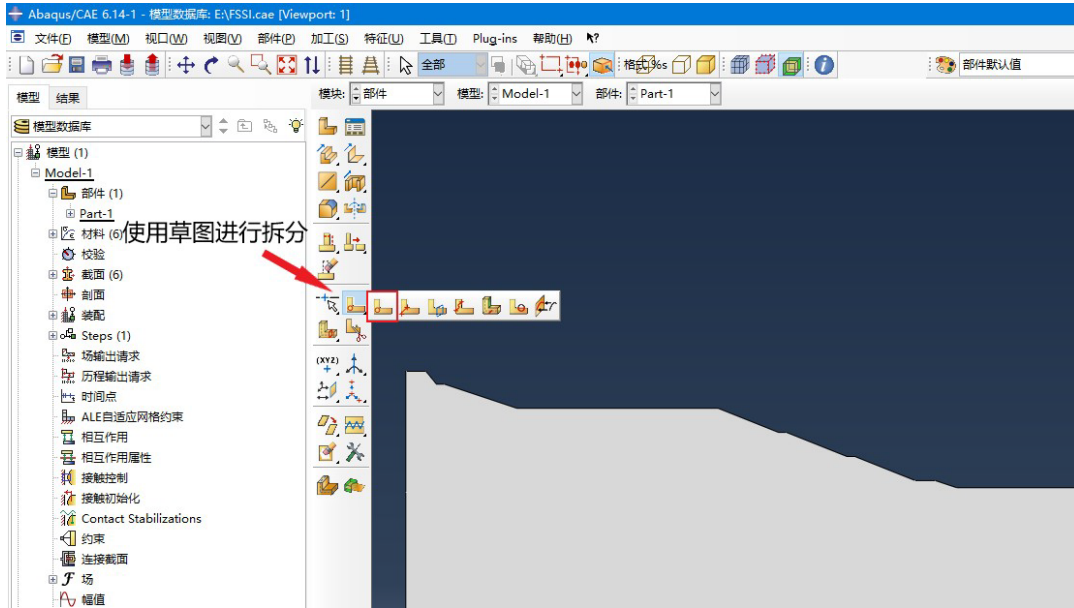 Abaqus/CAE 6.14-1 - 模型数据库: E:\FSSI.cae [Viewport: 1]
文件(F) 模型(M) 视口(W) 视图(V) 部件(P) 加工(S) 特征(U) 工具(T) Plug-ins 帮助(H)
全部 部件默认值
模型 结果 模块: 部件 模型: Model-1 部件: Part-1
模型数据库
模型 (1)
Model-1
部件 (1)
Part-1
材料 (6)
使用草图进行拆分
校验
截面 (6)
剖面
装配
Steps (1)
场输出请求
历程输出请求
(XYZ)
时间点
ALE自适应网格约束
相互作用
相互作用属性
接触控制
接触初始化
Contact Stabilizations
约束
连接截面
场
幅值